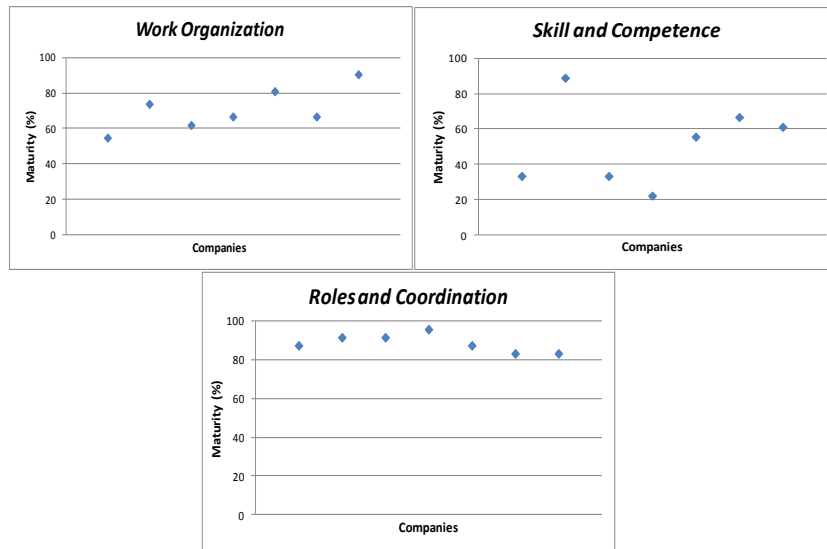 Work Organization
100
80
60
40
20
0
Maturity (%)
Companies
Skill and Competence
100
80
60
40
20
0
Maturity (%)
Companies
Roles and Coordination
100
80
60
40
20
0
Maturity (%)
Companies